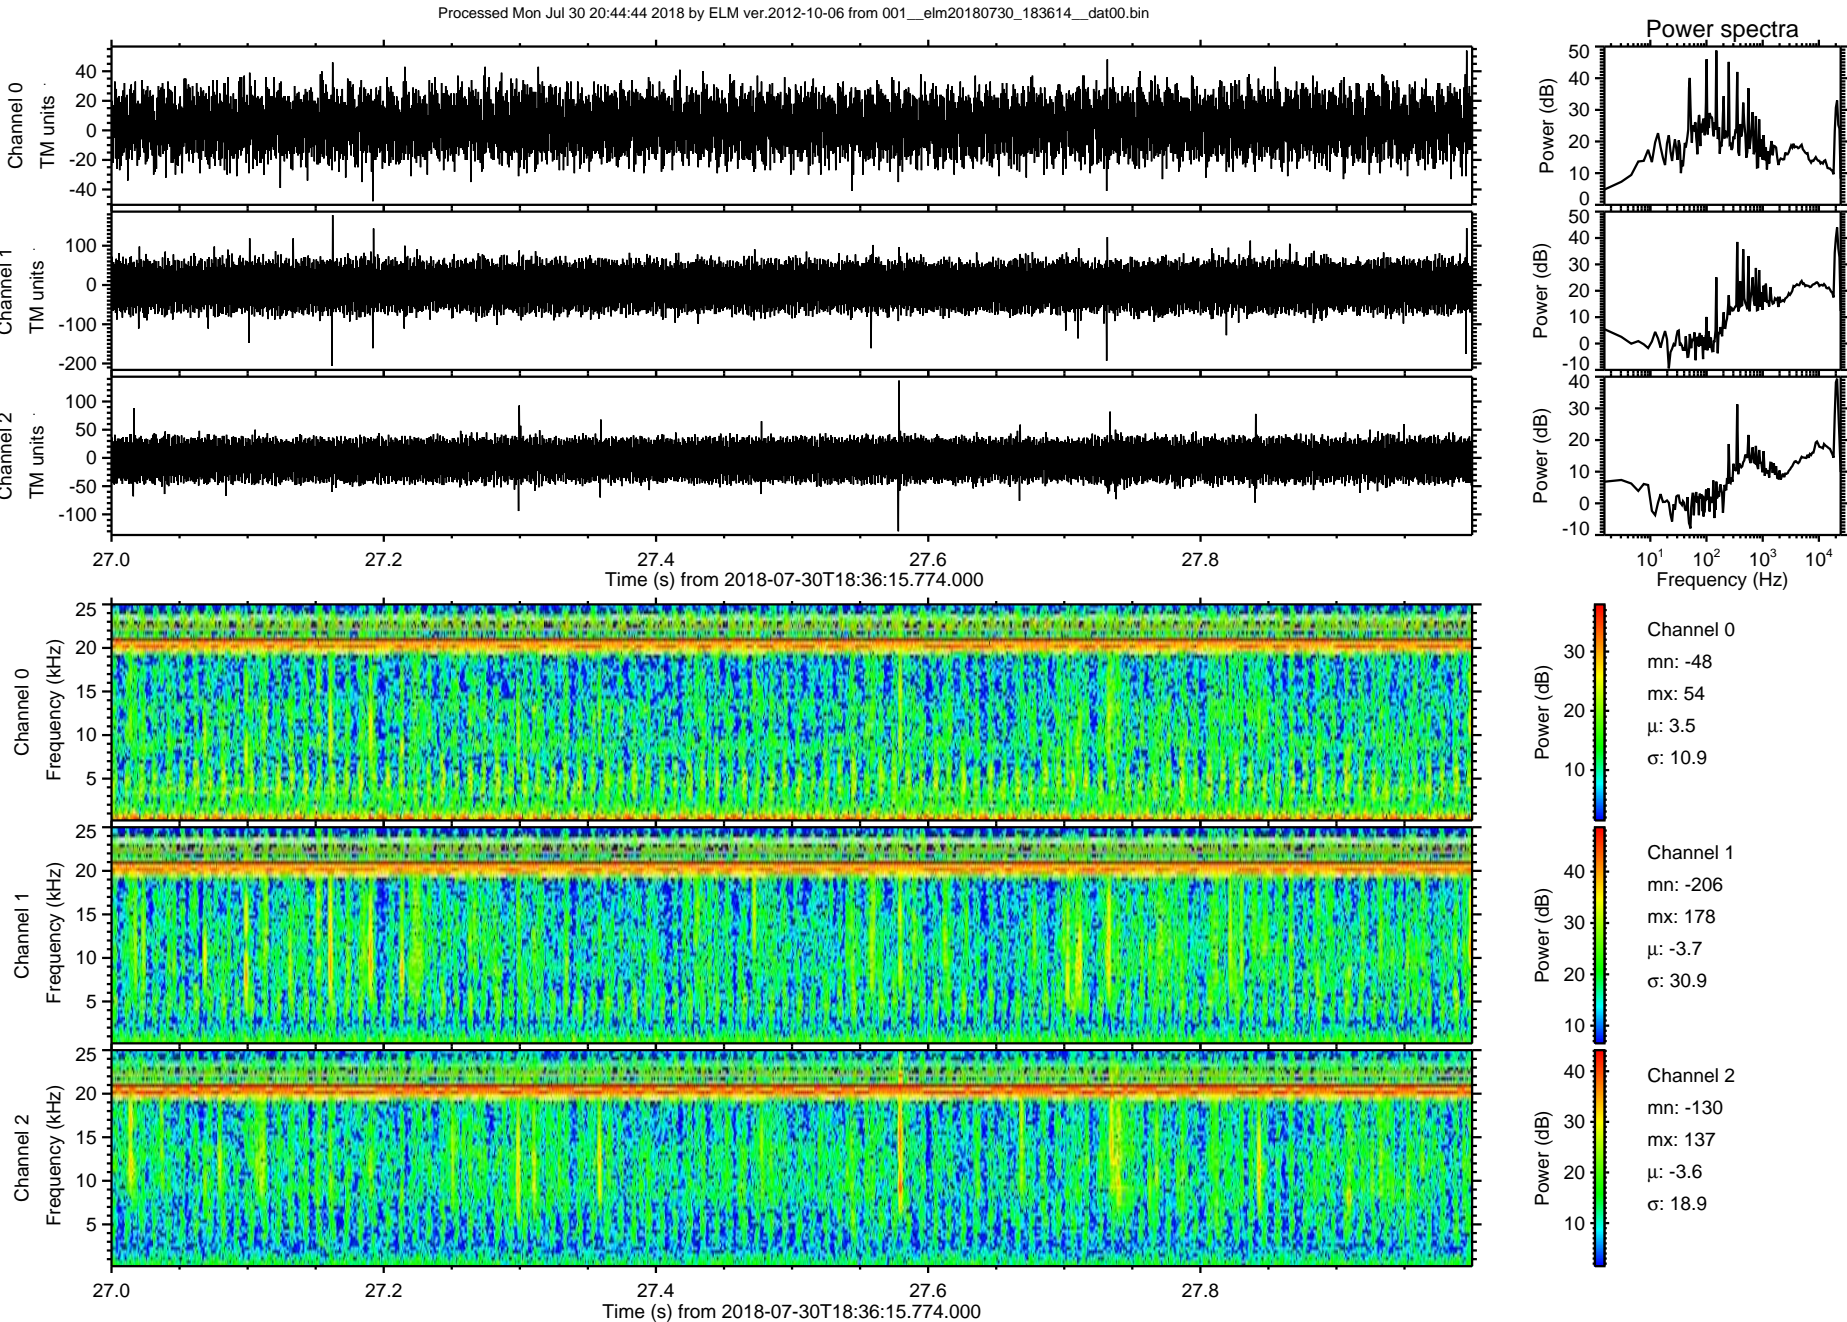 Processed Mon Jul 30 20:44:44 2018 by ELM ver.2012-10-06 from 001__elm20180730_183614__dat00.bin
Power spectra
Channel 0
TM units
40
20
0
-20
-40
Power (dB)
50
40
30
20
10
0
Channel 1
TM units
100
0
-100
-200
Power (dB)
50
40
30
20
10
0
-10
Channel 2
TM units
100
50
0
-50
-100
Power (dB)
40
30
20
10
0
-10
27.0 27.2 27.4 27.6 27.8
Time (s) from 2018-07-30T18:36:15.774.000
10^1 10^2 10^3 10^4
Frequency (Hz)
Channel 0
Frequency (kHz)
25
20
15
10
5
Power (dB)
30
20
10
Channel 0
mn: -48
mx: 54
μ: 3.5
σ: 10.9
Channel 1
Frequency (kHz)
25
20
15
10
5
Power (dB)
40
30
20
10
Channel 1
mn: -206
mx: 178
μ: -3.7
σ: 30.9
Channel 2
Frequency (kHz)
25
20
15
10
5
Power (dB)
40
30
20
10
Channel 2
mn: -130
mx: 137
μ: -3.6
σ: 18.9
27.0 27.2 27.4 27.6 27.8
Time (s) from 2018-07-30T18:36:15.774.000